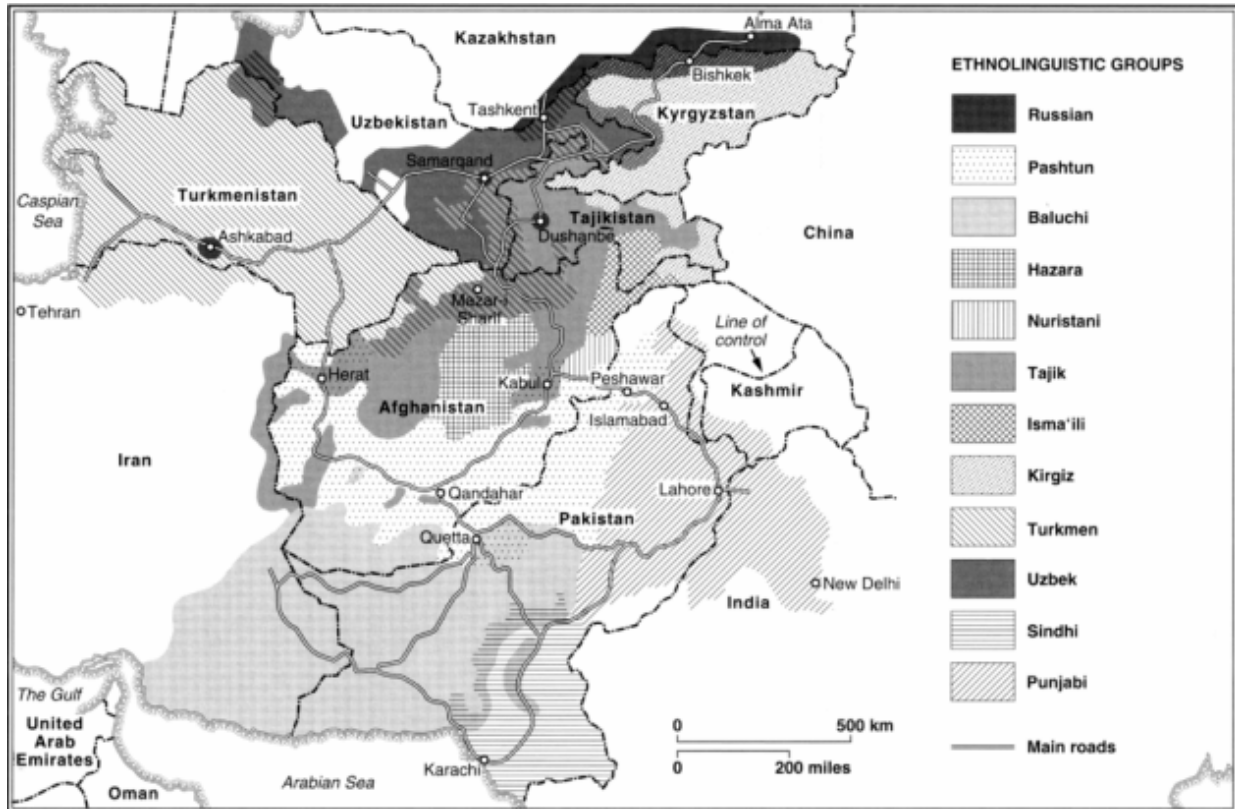 Kazakhstan
Alma Ata
Bishkek
Tashkent
Kyrgyzstan
Uzbekistan
Samarqand
Turkmenistan
Caspian
Sea
Ashkabad
Tajikistan
Dushanbe
China
Tehran
Mazar-i
Sharif
Line of
control
Herat
Kabul
Peshawar
Kashmir
Afghanistan
Islamabad
Iran
Qandahar
Lahore
Pakistan
Quetta
New Delhi
India
The Gulf
United
Arab
Emirates
Oman
Arabian Sea
Karachi
0 500 km
0 200 miles
ETHNOLINGUISTIC GROUPS
Russian
Pashtun
Baluchi
Hazara
Nuristani
Tajik
Isma'ili
Kirgiz
Turkmen
Uzbek
Sindhi
Punjabi
Main roads